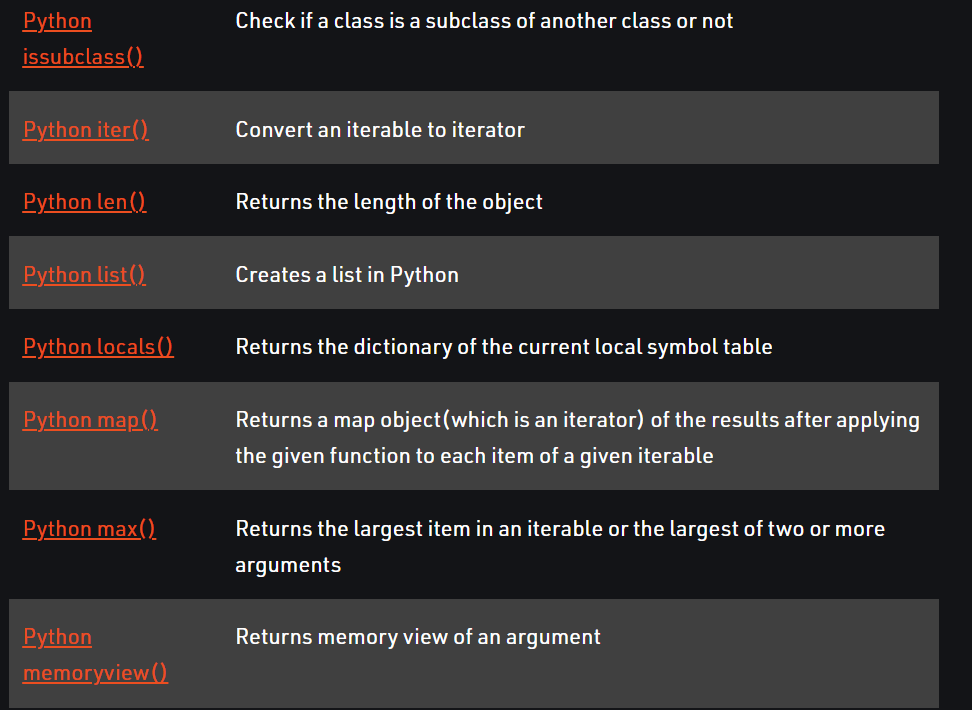 Python Check if a class is a subclass of another class or not
issubclass()
Python iter() Convert an iterable to iterator
Python len() Returns the length of the object
Python list() Creates a list in Python
Python locals() Returns the dictionary of the current local symbol table
Python map() Returns a map object(which is an iterator) of the results after applying
the given function to each item of a given iterable
Python max() Returns the largest item in an iterable or the largest of two or more
arguments
Python Returns memory view of an argument
memoryview()